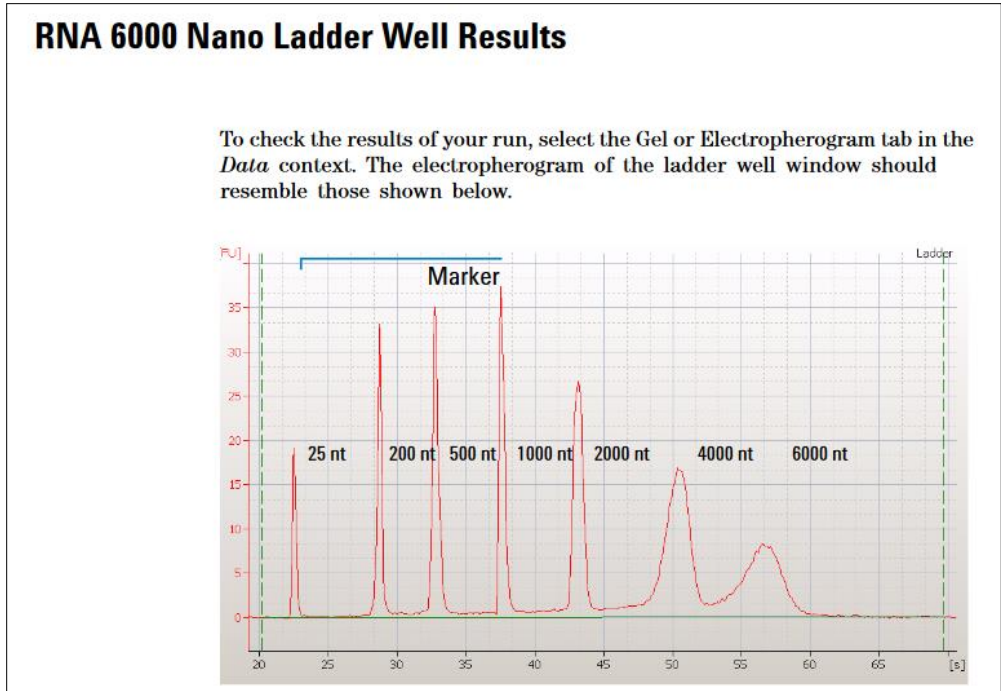 RNA 6000 Nano Ladder Well Results
To check the results of your run, select the Gel or Electropherogram tab in the
Data context. The electropherogram of the ladder well window should
resemble those shown below.
[FU]
Ladder
Marker
35
30
25
20
15
10
5
0
25 nt 200 nt 500 nt 1000 nt 2000 nt 4000 nt 6000 nt
20 25 30 35 40 45 50 55 60 65 [s]